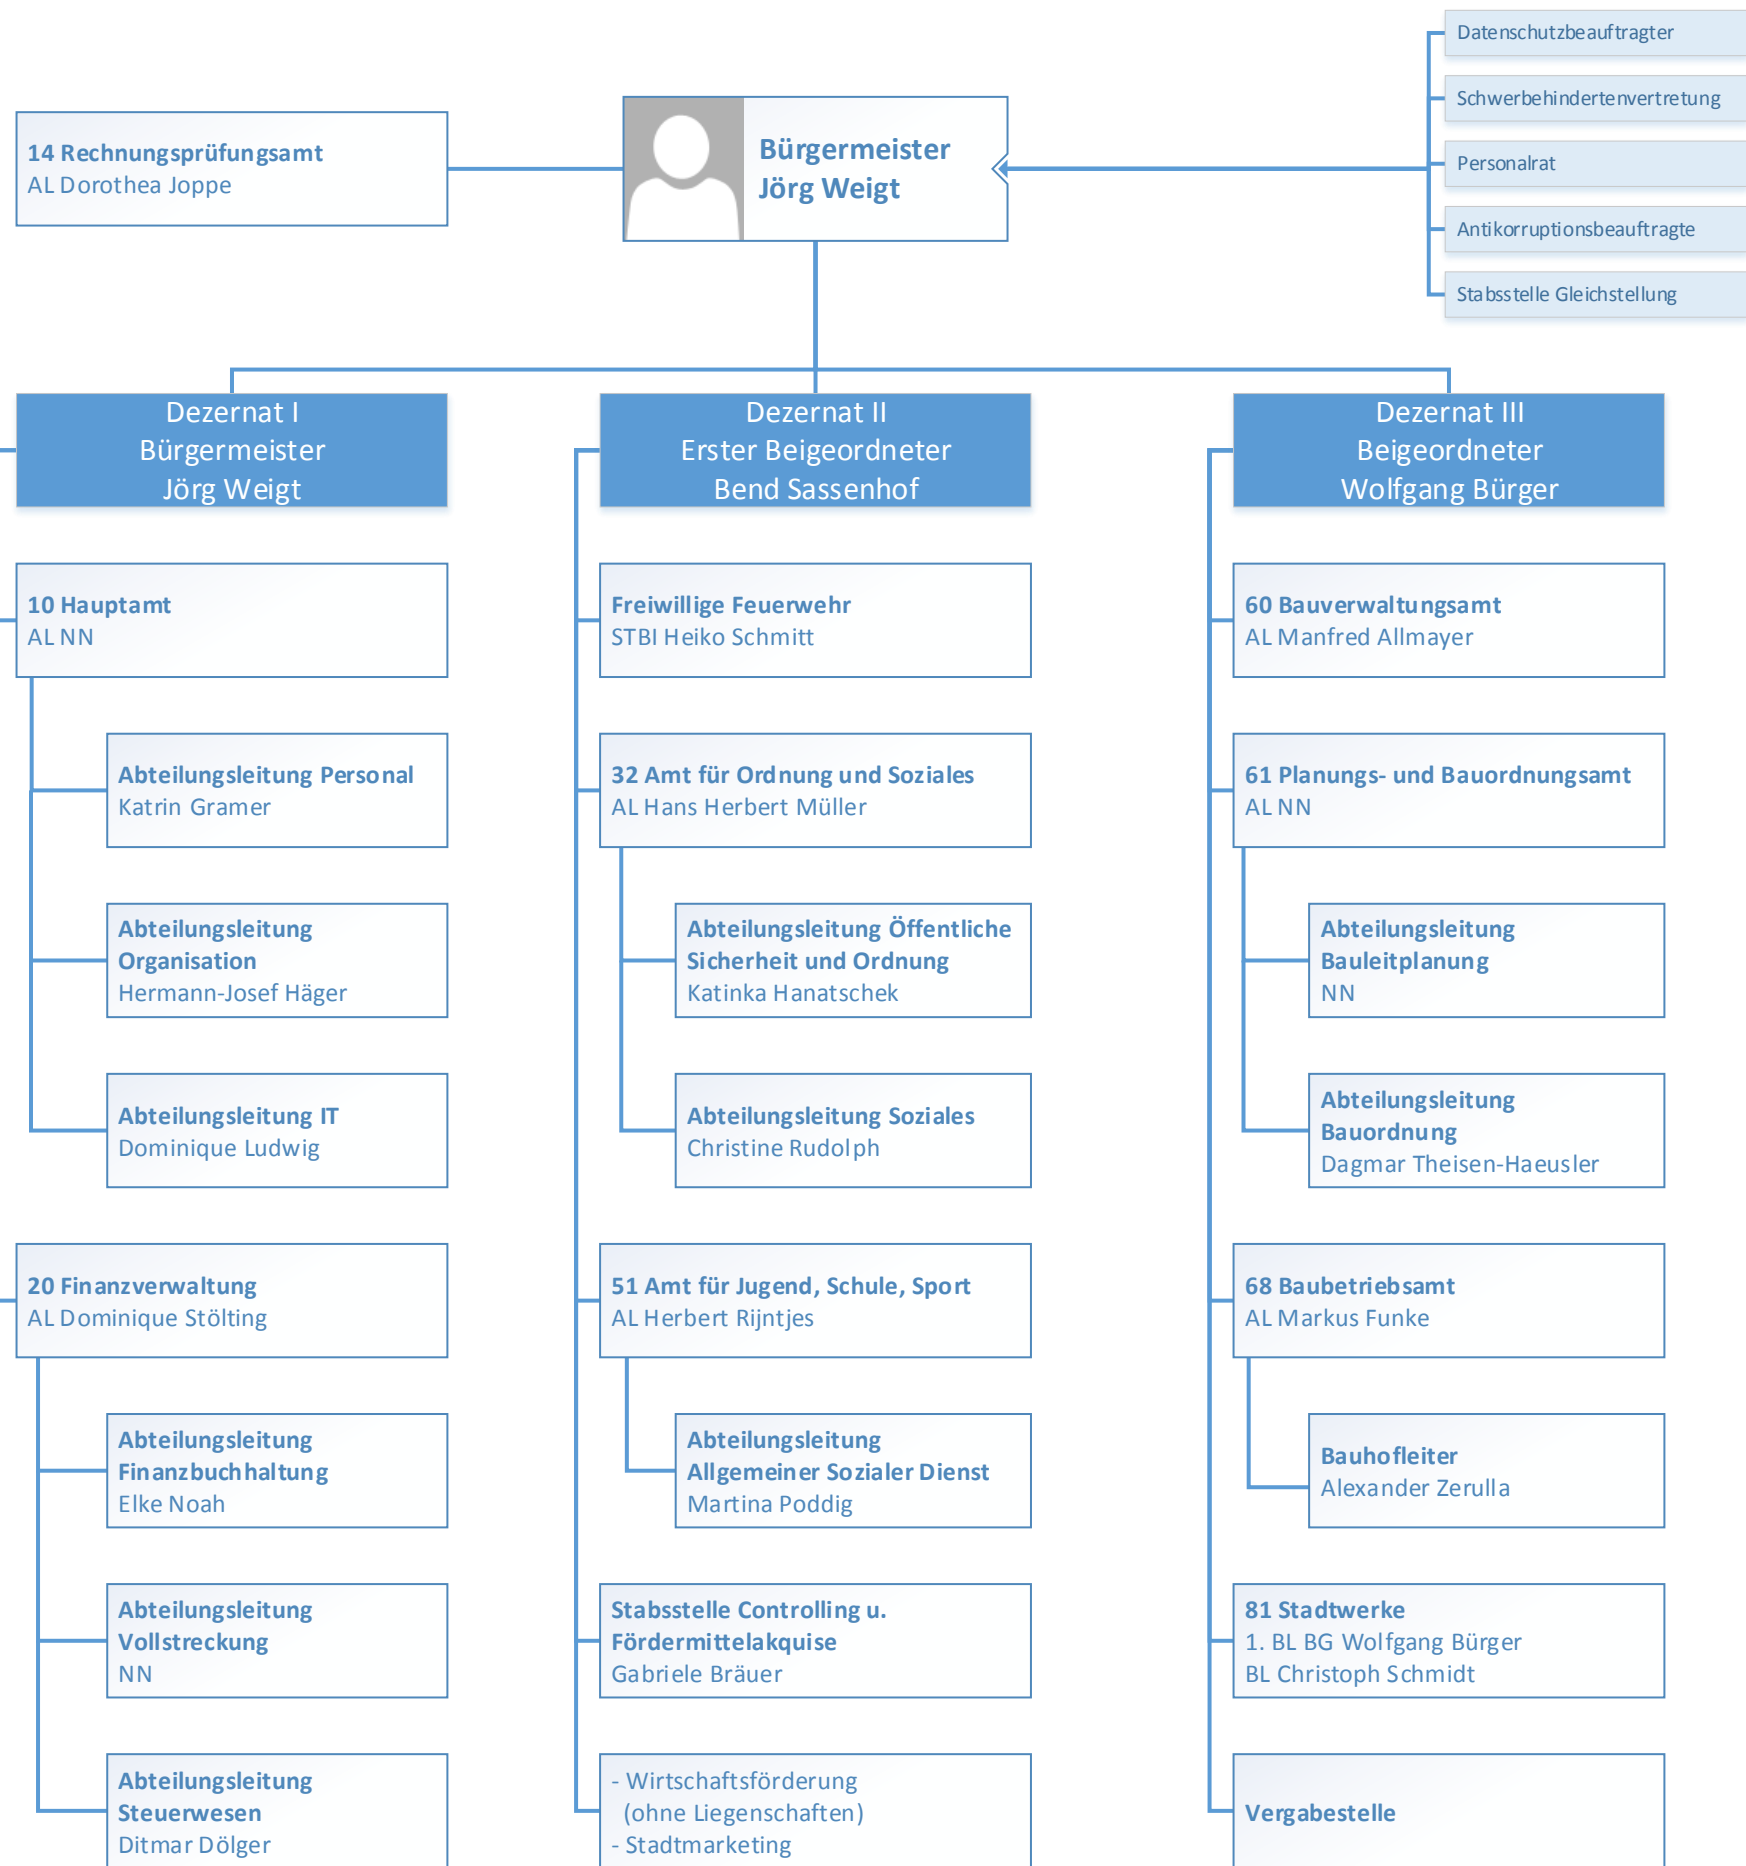 Datenschutzbeauftragter
Schwerbehindertenvertretung
Personalrat
Antikorruptionsbeauftragte
Stabsstelle Gleichstellung
14 Rechnungsprüfungsamt
AL Dorothea Joppe
Bürgermeister
Jörg Weigt
Dezernat I
Bürgermeister
Jörg Weigt
10 Hauptamt
AL NN
Abteilungsleitung Personal
Katrin Gramer
Abteilungsleitung
Organisation
Hermann-Josef Häger
Abteilungsleitung IT
Dominique Ludwig
20 Finanzverwaltung
AL Dominique Stölting
Abteilungsleitung
Finanzbuchhaltung
Elke Noah
Abteilungsleitung
Vollstreckung
NN
Abteilungsleitung
Steuerwesen
Ditmar Dölger
Dezernat II
Erster Beigeordneter
Bend Sassenhof
Freiwillige Feuerwehr
STBI Heiko Schmitt
32 Amt für Ordnung und Soziales
AL Hans Herbert Müller
Abteilungsleitung Öffentliche
Sicherheit und Ordnung
Katinka Hanatschek
Abteilungsleitung Soziales
Christine Rudolph
51 Amt für Jugend, Schule, Sport
AL Herbert Rijntjes
Abteilungsleitung
Allgemeiner Sozialer Dienst
Martina Poddig
Stabsstelle Controlling u.
Fördermittelakquise
Gabriele Bräuer
- Wirtschaftsförderung
(ohne Liegenschaften)
- Stadtmarketing
Dezernat III
Beigeordneter
Wolfgang Bürger
60 Bauverwaltungsamt
AL Manfred Allmayer
61 Planungs- und Bauordnungsamt
AL NN
Abteilungsleitung
Bauleitplanung
NN
Abteilungsleitung
Bauordnung
Dagmar Theisen-Haeusler
68 Baubetriebsamt
AL Markus Funke
Bauhofleiter
Alexander Zerulla
81 Stadtwerke
1. BL BG Wolfgang Bürger
BL Christoph Schmidt
Vergabestelle